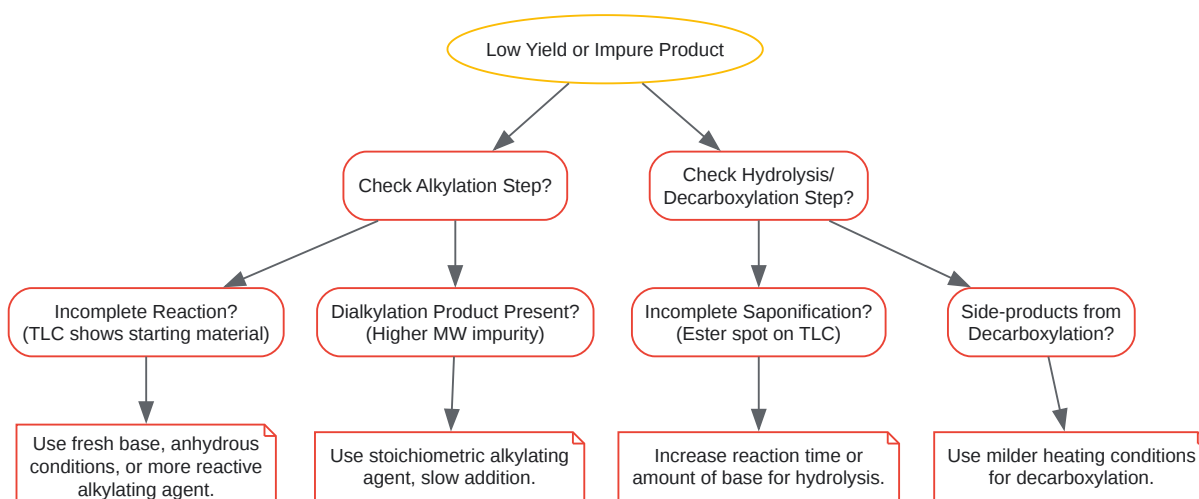 Low Yield or Impure Product
Check Alkylation Step?
Check Hydrolysis/
Decarboxylation Step?
Incomplete Reaction?
(TLC shows starting material)
Dialkylation Product Present?
(Higher MW impurity)
Incomplete Saponification?
(Ester spot on TLC)
Side-products from
Decarboxylation?
Use fresh base, anhydrous
conditions, or more reactive
alkylating agent.
Use stoichiometric alkylating
agent, slow addition.
Increase reaction time or
amount of base for hydrolysis.
Use milder heating conditions
for decarboxylation.